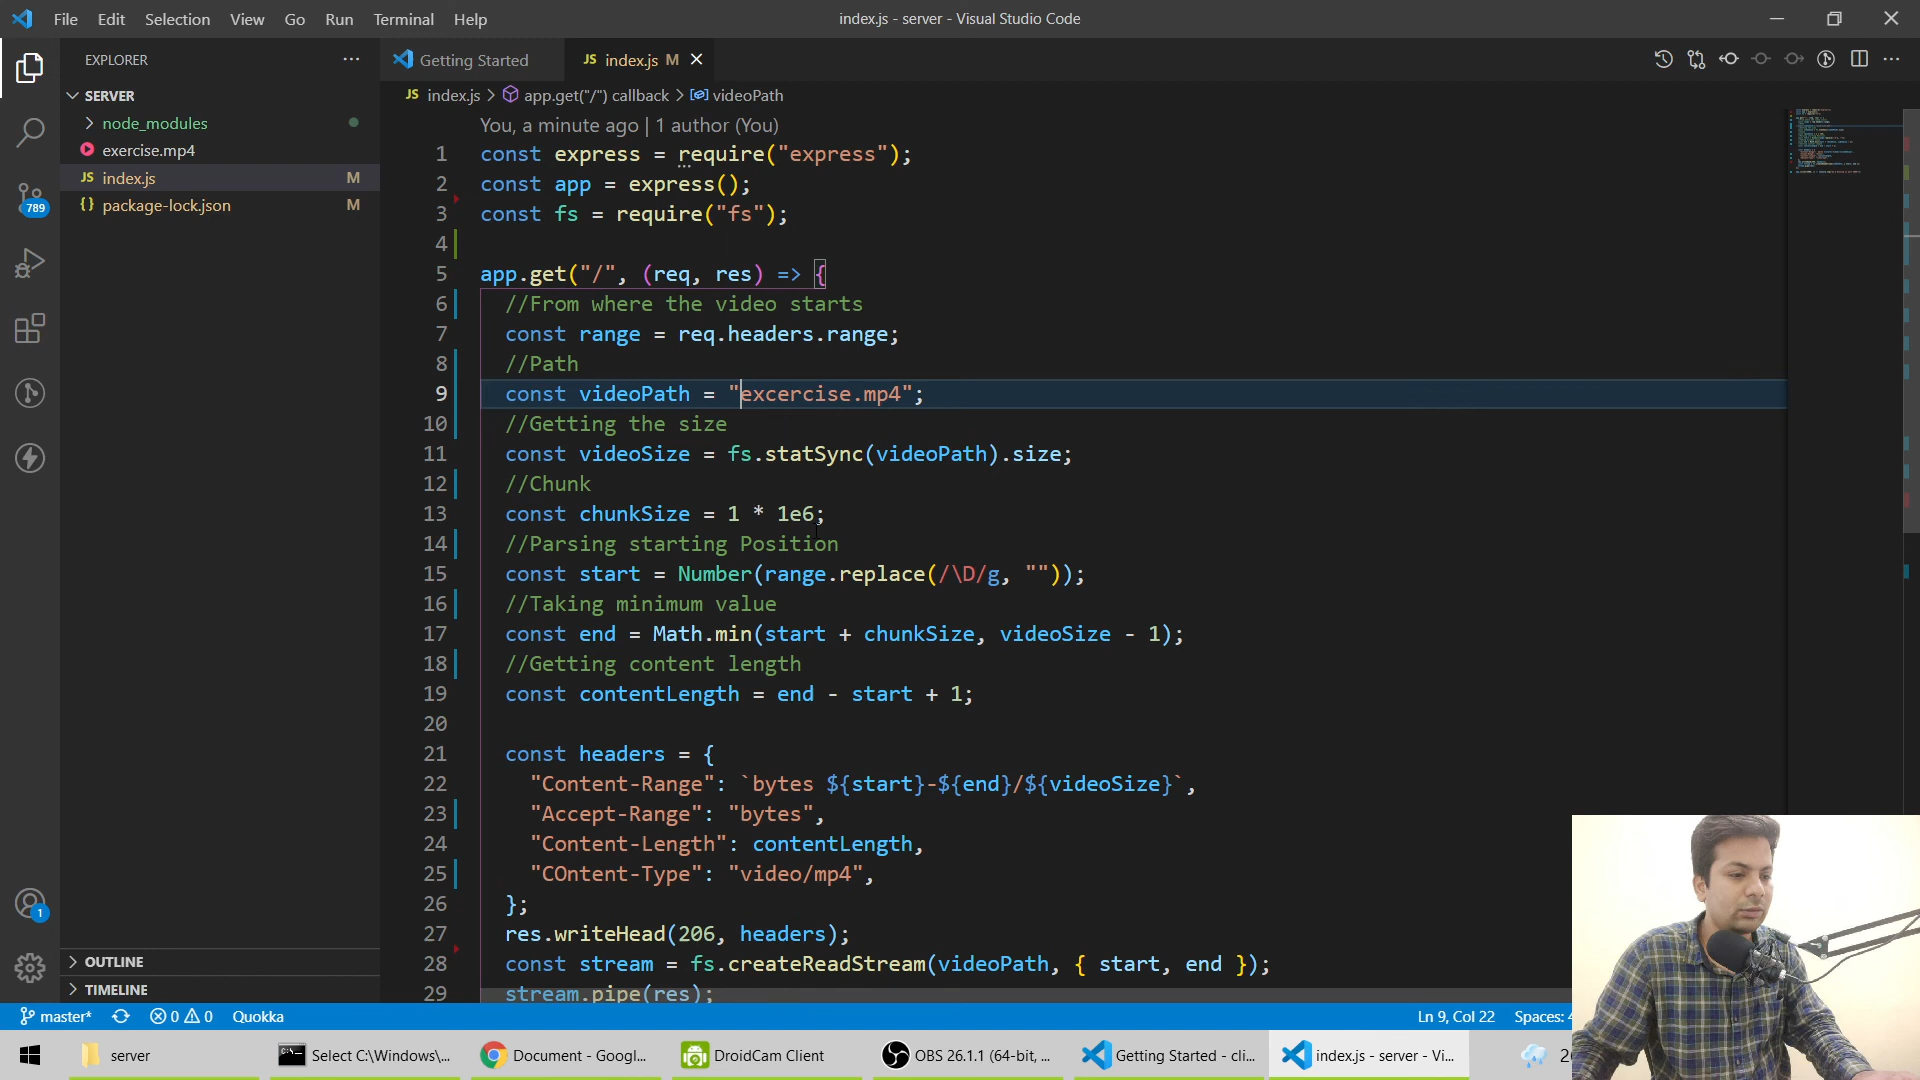 File Edit Selection View Go Run Terminal Help
index.js - server - Visual Studio Code
EXPLORER
SERVER
node_modules
exercise.mp4
JS index.js M
{} package-lock.json M
789
1
OUTLINE
TIMELINE
Getting Started
JS index.js M
JS index.js > app.get("/") callback > videoPath
You, a minute ago | 1 author (You)
1 const express = require("express");
2 const app = express();
3 const fs = require("fs");
4
5 app.get("/", (req, res) => {
6 //From where the video starts
7 const range = req.headers.range;
8 //Path
9 const videoPath = "excercise.mp4";
10 //Getting the size
11 const videoSize = fs.statSync(videoPath).size;
12 //Chunk
13 const chunkSize = 1 * 1e6;
14 //Parsing starting Position
15 const start = Number(range.replace(/\D/g, ""));
16 //Taking minimum value
17 const end = Math.min(start + chunkSize, videoSize - 1);
18 //Getting content length
19 const contentLength = end - start + 1;
20
21 const headers = {
22 "Content-Range": `bytes ${start}-${end}/${videoSize}`,
23 "Accept-Range": "bytes",
24 "Content-Length": contentLength,
25 "COntent-Type": "video/mp4",
26 };
27 res.writeHead(206, headers);
28 const stream = fs.createReadStream(videoPath, { start, end });
29 stream.pipe(res);
master* 0 0 Quokka
Ln 9, Col 22 Spaces:
server
Select C:\Windows\...
Document - Googl...
DroidCam Client
OBS 26.1.1 (64-bit, ...
Getting Started - cli...
index.js - server - Vi...